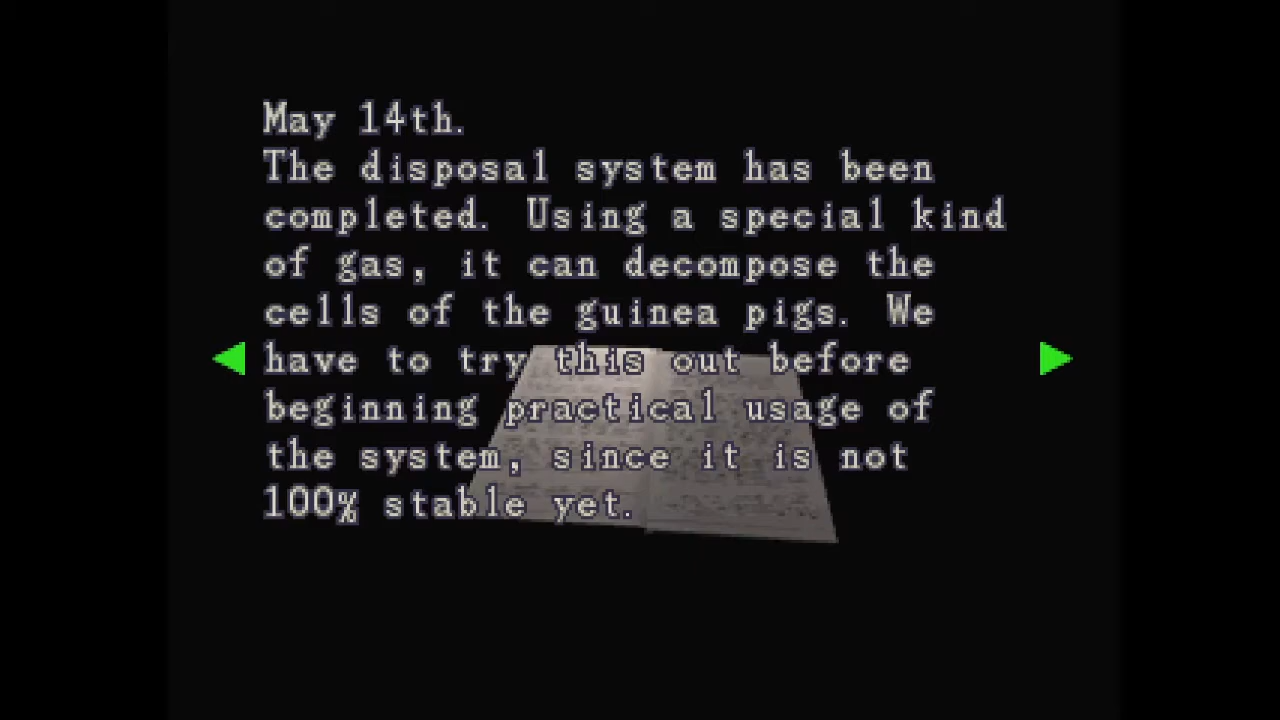 May 14th.
The disposal system has been
completed. Using a special kind
of gas, it can decompose the
cells of the guinea pigs. We
have to try this out before
beginning practical usage of
the system, since it is not
100% stable yet.